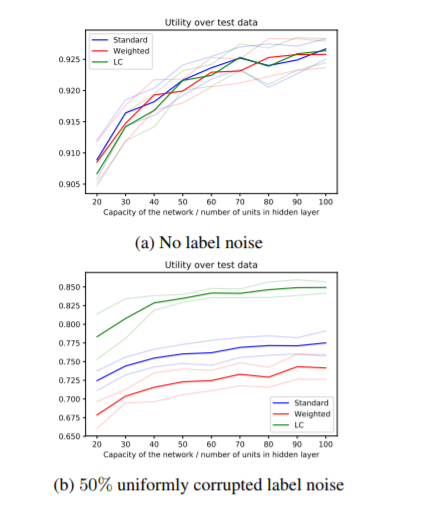 Utility over test data
Standard
Weighted
LC
0.925
0.920
0.915
0.910
0.905
20 30 40 50 60 70 80 90 100
Capacity of the network / number of units in hidden layer
(a) No label noise
Utility over test data
0.850
0.825
0.800
0.775
0.750
0.725
0.700
0.675
0.650
Standard
Weighted
LC
20 30 40 50 60 70 80 90 100
Capacity of the network / number of units in hidden layer
(b) 50% uniformly corrupted label noise